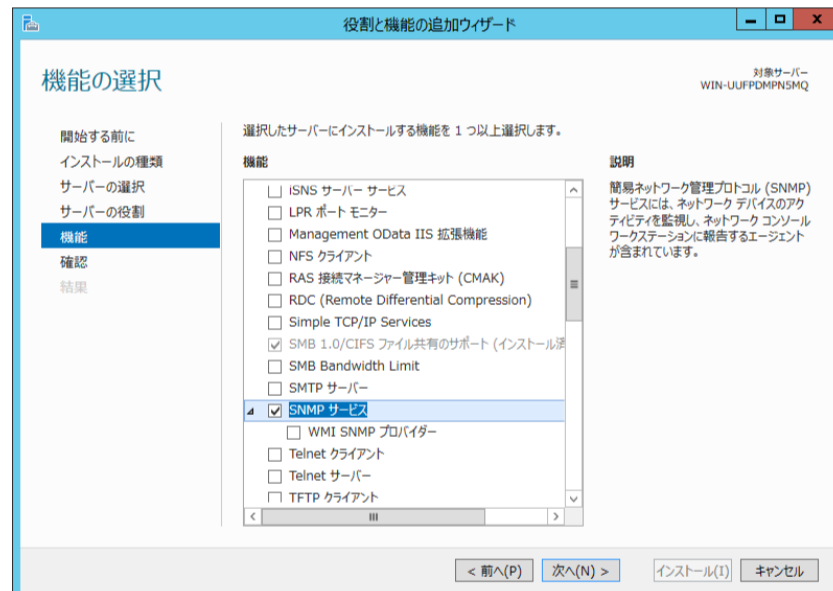 役割と機能の追加ウィザード
機能の選択
対象サーバー
WIN-UUFPDMPN5MQ
開始する前に
インストールの種類
サーバーの選択
サーバーの役割
機能
確認
結果
選択したサーバーにインストールする機能を 1 つ以上選択します。
機能
iSNS サーバー サービス
LPR ポート モニター
Management OData IIS 拡張機能
NFS クライアント
RAS 接続マネージャー管理キット (CMAK)
RDC (Remote Differential Compression)
Simple TCP/IP Services
SMB 1.0/CIFS ファイル共有のサポート (インストール済
SMB Bandwidth Limit
SMTP サーバー
SNMP サービス
WMI SNMP プロバイダー
Telnet クライアント
Telnet サーバー
TFTP クライアント
説明
簡易ネットワーク管理プロトコル (SNMP)
サービスには、ネットワーク デバイスのアク
ティビティを監視し、ネットワーク コンソール
ワークステーションに報告するエージェント
が含まれています。
< 前へ(P)
次へ(N) >
インストール(I)
キャンセル